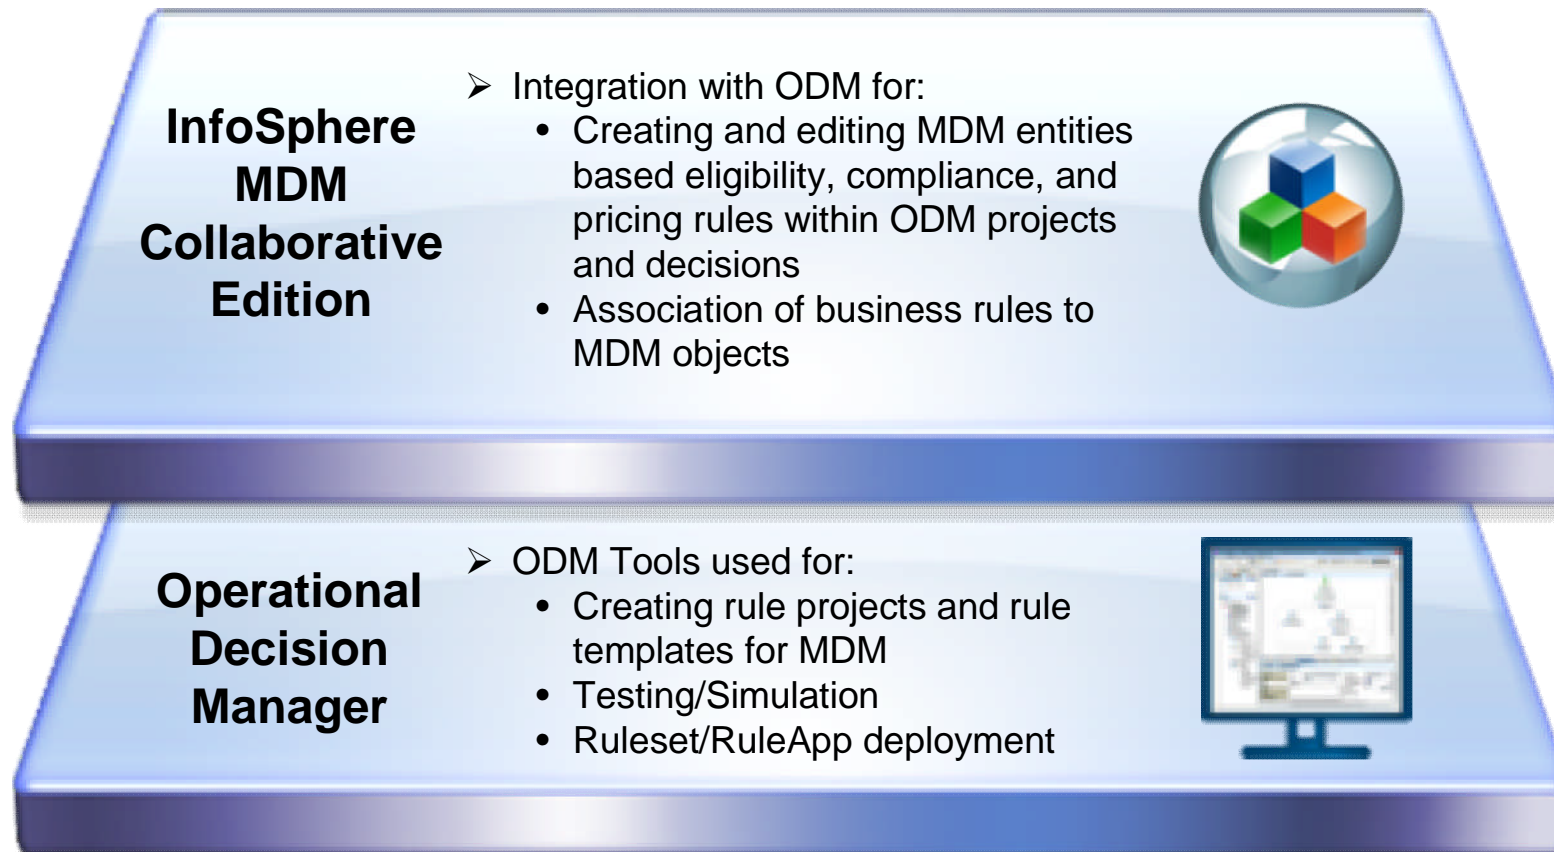 InfoSphere
MDM
Collaborative
Edition
➢ Integration with ODM for:
• Creating and editing MDM entities
based eligibility, compliance, and
pricing rules within ODM projects
and decisions
• Association of business rules to
MDM objects
Operational
Decision
Manager
➢ ODM Tools used for:
• Creating rule projects and rule
templates for MDM
• Testing/Simulation
• Ruleset/RuleApp deployment